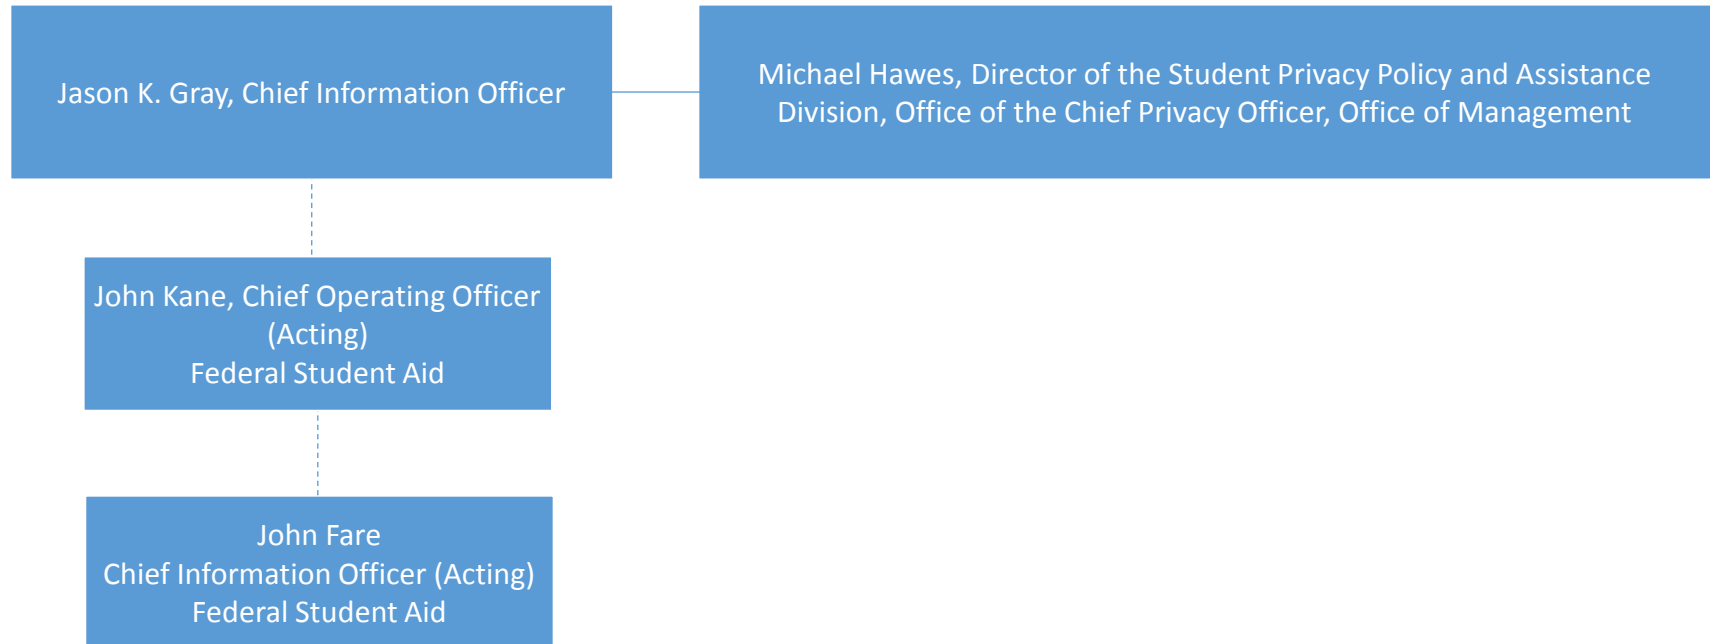 Jason K. Gray, Chief Information Officer
Michael Hawes, Director of the Student Privacy Policy and Assistance
Division, Office of the Chief Privacy Officer, Office of Management
John Kane, Chief Operating Officer
(Acting)
Federal Student Aid
John Fare
Chief Information Officer (Acting)
Federal Student Aid